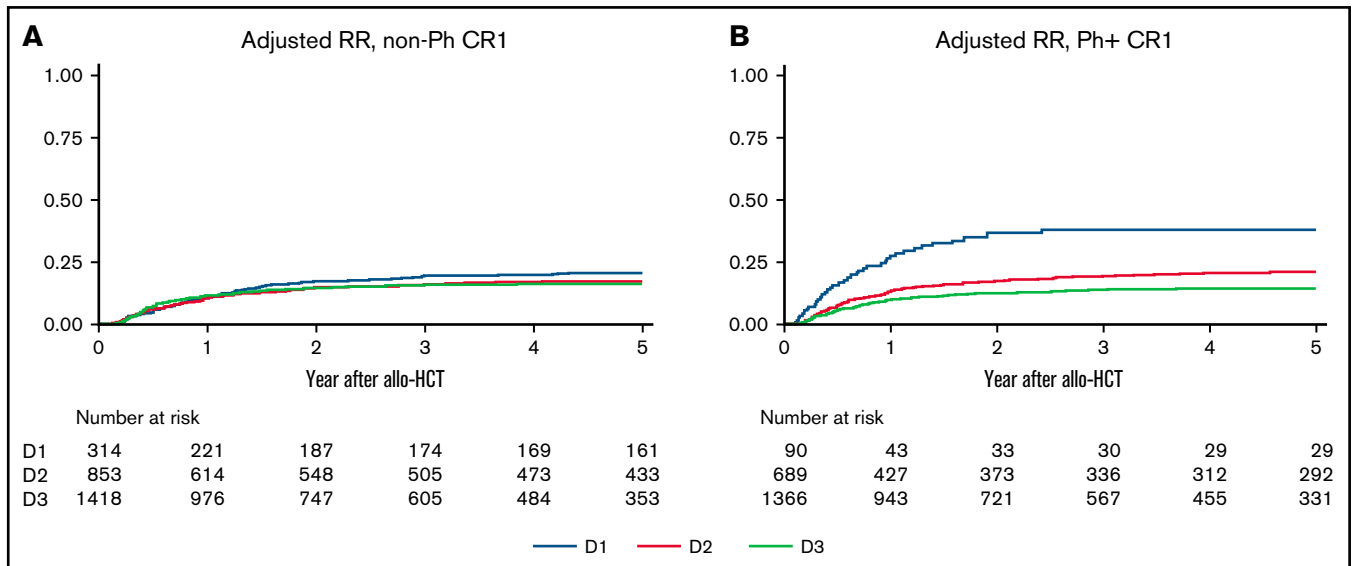 A
Adjusted RR, non-Ph CR1
1.00
0.75
0.50
0.25
0.00
0 1 2 3 4 5
Year after allo-HCT
Number at risk
D1 314 221 187 174 169 161
D2 853 614 548 505 473 433
D3 1418 976 747 605 484 353
B
Adjusted RR, Ph+ CR1
1.00
0.75
0.50
0.25
0.00
0 1 2 3 4 5
Year after allo-HCT
Number at risk
90 43 33 30 29 29
689 427 373 336 312 292
1366 943 721 567 455 331
D1 D2 D3